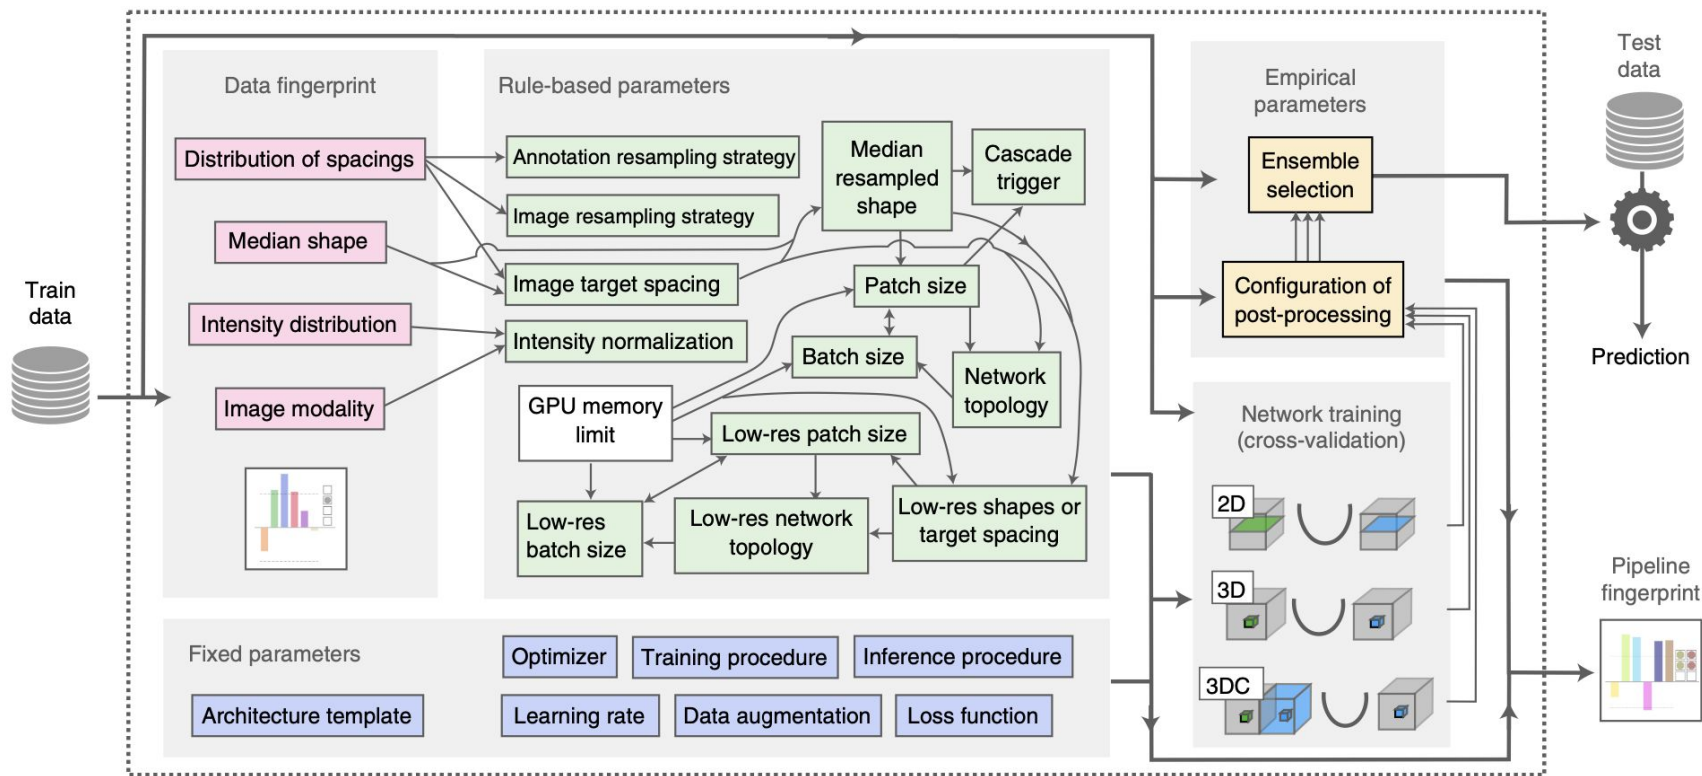 Train
data
Data fingerprint
Distribution of spacings
Median shape
Intensity distribution
Image modality
Rule-based parameters
Annotation resampling strategy
Image resampling strategy
Image target spacing
Intensity normalization
Median
resampled
shape
Cascade
trigger
Patch size
Batch size
Network
topology
GPU memory
limit
Low-res patch size
Low-res
batch size
Low-res network
topology
Low-res shapes or
target spacing
Fixed parameters
Optimizer
Training procedure
Inference procedure
Architecture template
Learning rate
Data augmentation
Loss function
Empirical
parameters
Ensemble
selection
Configuration of
post-processing
Network training
(cross-validation)
2D
3D
3DC
Test
data
Prediction
Pipeline
fingerprint